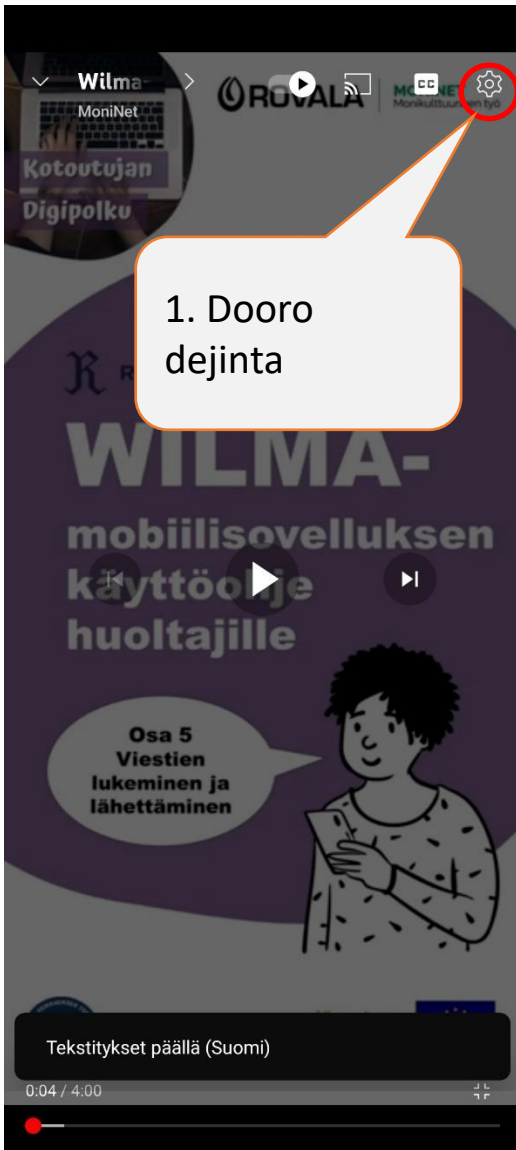 Wilma-
MoniNet
ROVALA
Monikulttuurinen työ
CC
Kotoutujan
Digipolku
1. Dooro
dejinta
WILMA-
mobiilisovelluksen
käyttöohje
huoltajille
Osa 5
Viestien
lukeminen ja
lähettäminen
Tekstitykset päällä (Suomi)
0:04 / 4:00